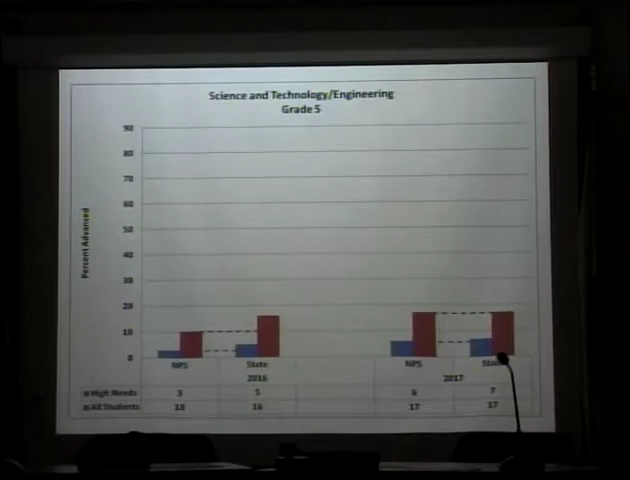 Science and Technology/Engineering
Grade 5
Percent Advanced
90
80
70
60
50
40
30
20
10
0
NPS State NPS State
2016 2017
High Needs 3 5 6 7
All Students 10 16 17 17